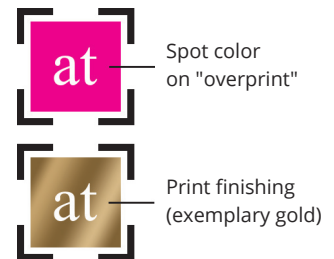 at
Spot color
on "overprint"
at
Print finishing
(exemplary gold)